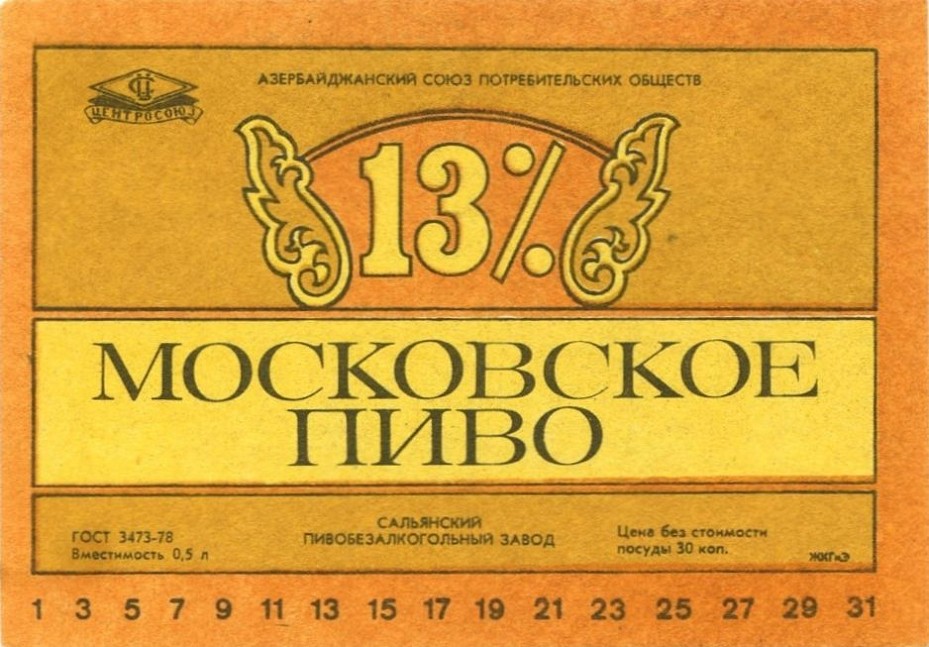 АЗЕРБАЙДЖАНСКИЙ СОЮЗ ПОТРЕБИТЕЛЬСКИХ ОБЩЕСТВ
ЦЕНТРОСОЮЗ
13%
МОСКОВСКОЕ
ПИВО
ГОСТ 3473-78
Вместимость 0,5 л
САЛЬЯНСКИЙ
ПИВОБЕЗАЛКОГОЛЬНЫЙ ЗАВОД
Цена без стоимости
посуды 30 коп.
ЖКГиЭ
1 3 5 7 9 11 13 15 17 19 21 23 25 27 29 31